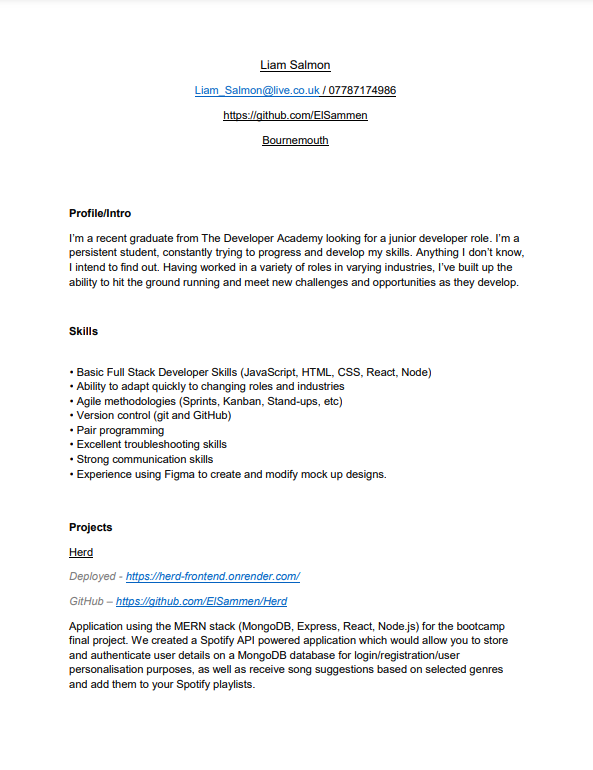 Liam Salmon
Liam_Salmon@live.co.uk / 07787174986
https://github.com/ElSammen
Bournemouth
Profile/Intro
I’m a recent graduate from The Developer Academy looking for a junior developer role. I’m a
persistent student, constantly trying to progress and develop my skills. Anything I don’t know,
I intend to find out. Having worked in a variety of roles in varying industries, I’ve built up the
ability to hit the ground running and meet new challenges and opportunities as they develop.
Skills
• Basic Full Stack Developer Skills (JavaScript, HTML, CSS, React, Node)
• Ability to adapt quickly to changing roles and industries
• Agile methodologies (Sprints, Kanban, Stand-ups, etc)
• Version control (git and GitHub)
• Pair programming
• Excellent troubleshooting skills
• Strong communication skills
• Experience using Figma to create and modify mock up designs.
Projects
Herd
Deployed - https://herd-frontend.onrender.com/
GitHub – https://github.com/ElSammen/Herd
Application using the MERN stack (MongoDB, Express, React, Node.js) for the bootcamp
final project. We created a Spotify API powered application which would allow you to store
and authenticate user details on a MongoDB database for login/registration/user
personalisation purposes, as well as receive song suggestions based on selected genres
and add them to your Spotify playlists.